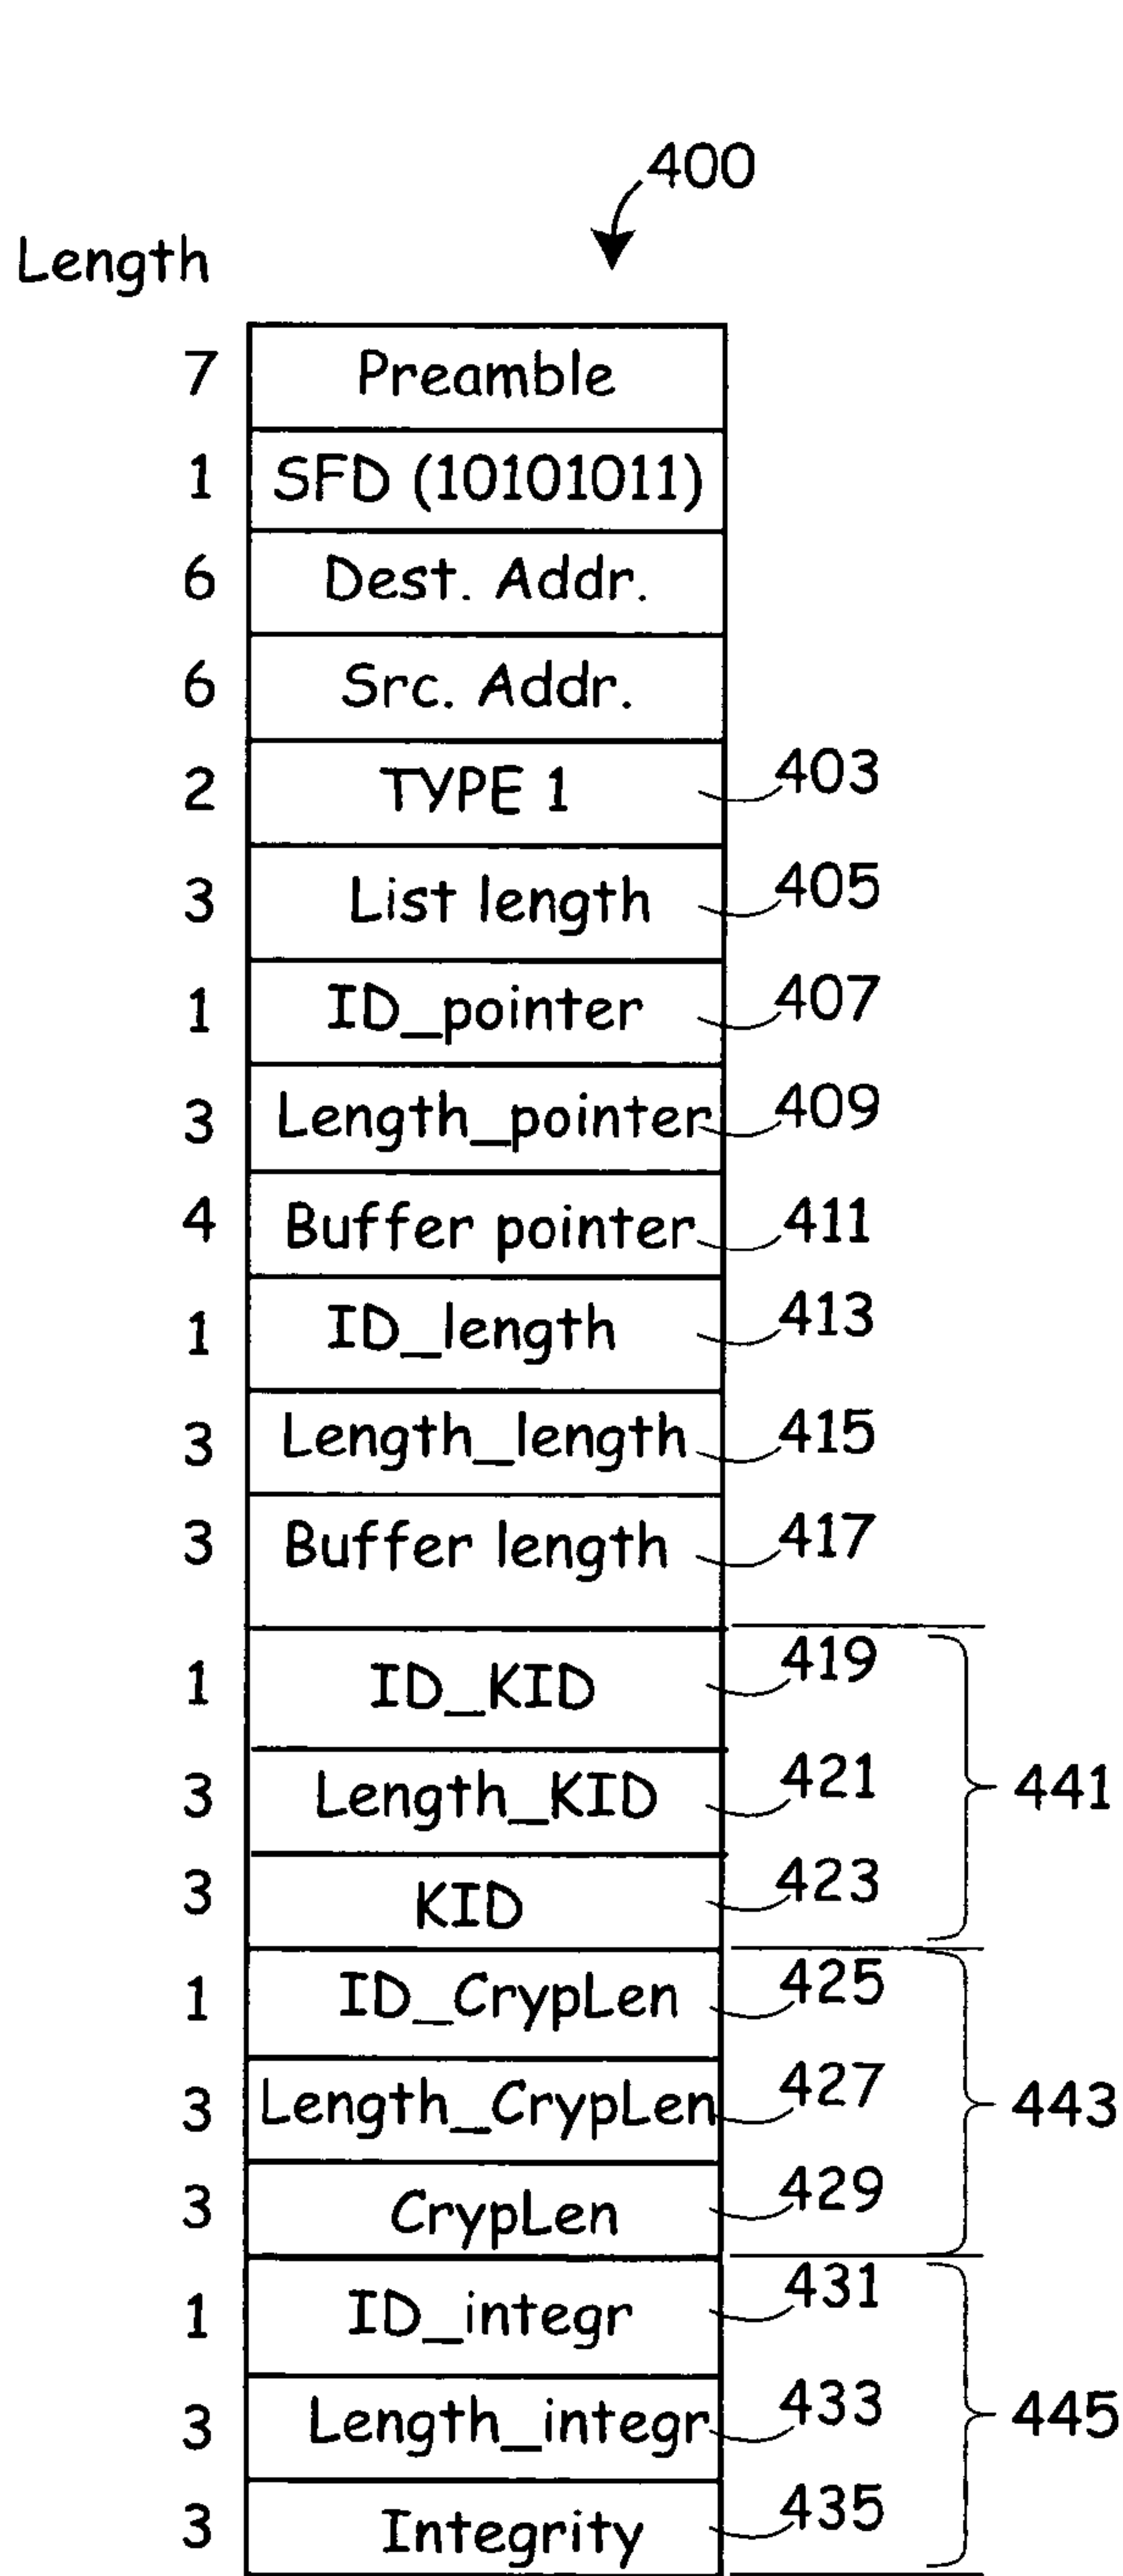 400
Length
7 Preamble
1 SFD (10101011)
6 Dest. Addr.
6 Src. Addr.
2 TYPE 1 403
3 List length 405
1 ID_pointer 407
3 Length_pointer 409
4 Buffer pointer 411
1 ID_length 413
3 Length_length 415
3 Buffer length 417
1 ID_KID 419
3 Length_KID 421 441
3 KID 423
1 ID_CrypLen 425
3 Length_CrypLen 427 443
3 CrypLen 429
1 ID_integr 431
3 Length_integr 433 445
3 Integrity 435